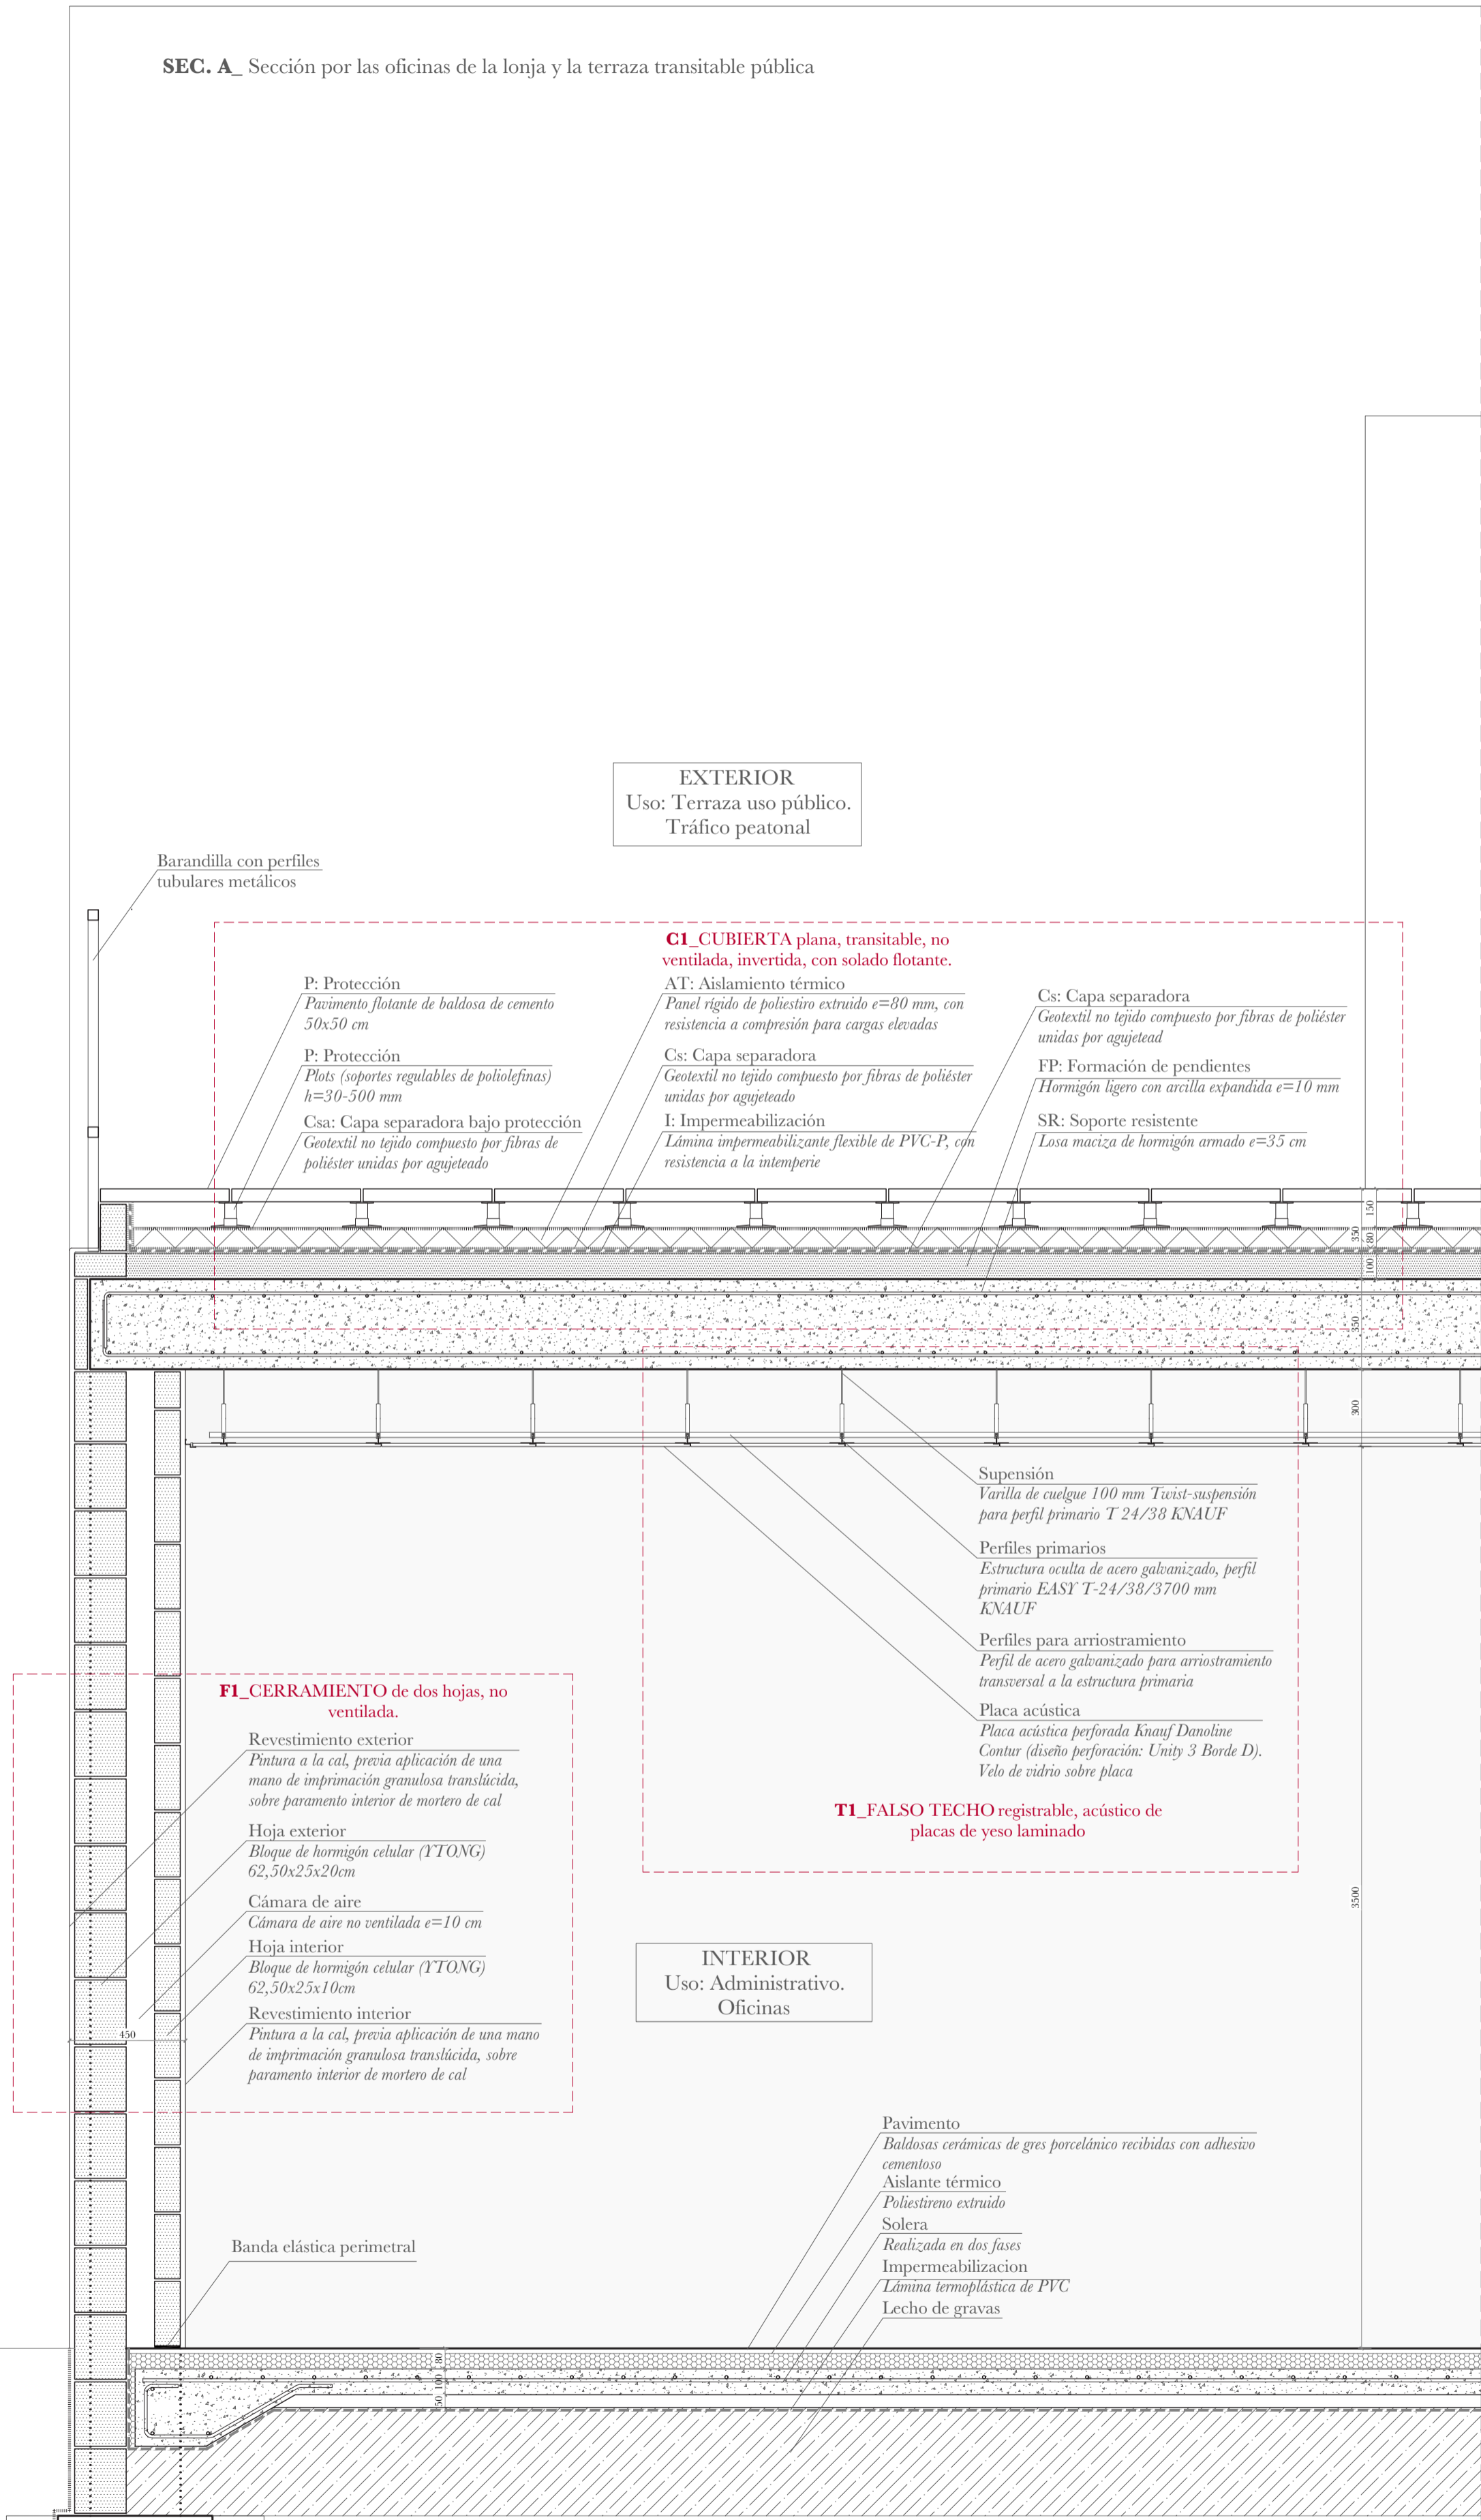 SEC. A_ Sección por las oficinas de la lonja y la terraza transitable pública
EXTERIOR
Uso: Terraza uso público.
Tráfico peatonal
Barandilla con perfiles
tubulares metálicos
C1_CUBIERTA plana, transitable, no
ventilada, invertida, con solado flotante.
P: Protección
Pavimento flotante de baldosa de cemento
50x50 cm
P: Protección
Plots (soportes regulables de poliolefinas)
h=30-500 mm
Csa: Capa separadora bajo protección
Geotextil no tejido compuesto por fibras de
poliéster unidas por agujeteado
AT: Aislamiento térmico
Panel rígido de poliestiro extruido e=80 mm, con
resistencia a compresión para cargas elevadas
Cs: Capa separadora
Geotextil no tejido compuesto por fibras de poliéster
unidas por agujeteado
I: Impermeabilización
Lámina impermeabilizante flexible de PVC-P, con
resistencia a la intemperie
Cs: Capa separadora
Geotextil no tejido compuesto por fibras de poliéster
unidas por agujetead
FP: Formación de pendientes
Hormigón ligero con arcilla expandida e=10 mm
SR: Soporte resistente
Losa maciza de hormigón armado e=35 cm
150
350
80
100
350
300
Supensión
Varilla de cuelgue 100 mm Twist-suspensión
para perfil primario T 24/38 KNAUF
Perfiles primarios
Estructura oculta de acero galvanizado, perfil
primario EASY T-24/38/3700 mm
KNAUF
Perfiles para arriostramiento
Perfil de acero galvanizado para arriostramiento
transversal a la estructura primaria
Placa acústica
Placa acústica perforada Knauf Danoline
Contur (diseño perforación: Unity 3 Borde D).
Velo de vidrio sobre placa
T1_FALSO TECHO registrable, acústico de
placas de yeso laminado
F1_CERRAMIENTO de dos hojas, no
ventilada.
Revestimiento exterior
Pintura a la cal, previa aplicación de una
mano de imprimación granulosa translúcida,
sobre paramento interior de mortero de cal
Hoja exterior
Bloque de hormigón celular (YTONG)
62,50x25x20cm
Cámara de aire
Cámara de aire no ventilada e=10 cm
Hoja interior
Bloque de hormigón celular (YTONG)
62,50x25x10cm
Revestimiento interior
Pintura a la cal, previa aplicación de una mano
de imprimación granulosa translúcida, sobre
paramento interior de mortero de cal
450
3500
INTERIOR
Uso: Administrativo.
Oficinas
Pavimento
Baldosas cerámicas de gres porcelánico recibidas con adhesivo
cementoso
Aislante térmico
Poliestireno extruido
Solera
Realizada en dos fases
Impermeabilizacion
Lámina termoplástica de PVC
Lecho de gravas
Banda elástica perimetral
80
100
50